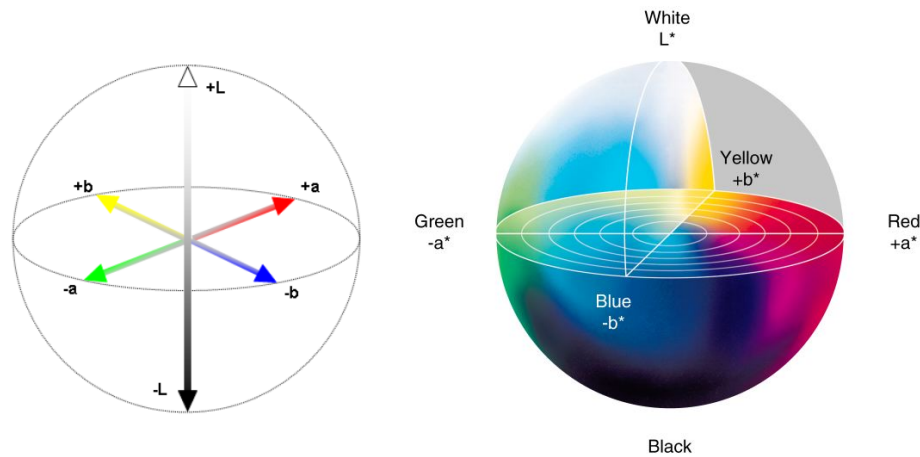 +L
+b
+a
-a
-b
-L
White
L*
Yellow
+b*
Green
-a*
Red
+a*
Blue
-b*
Black